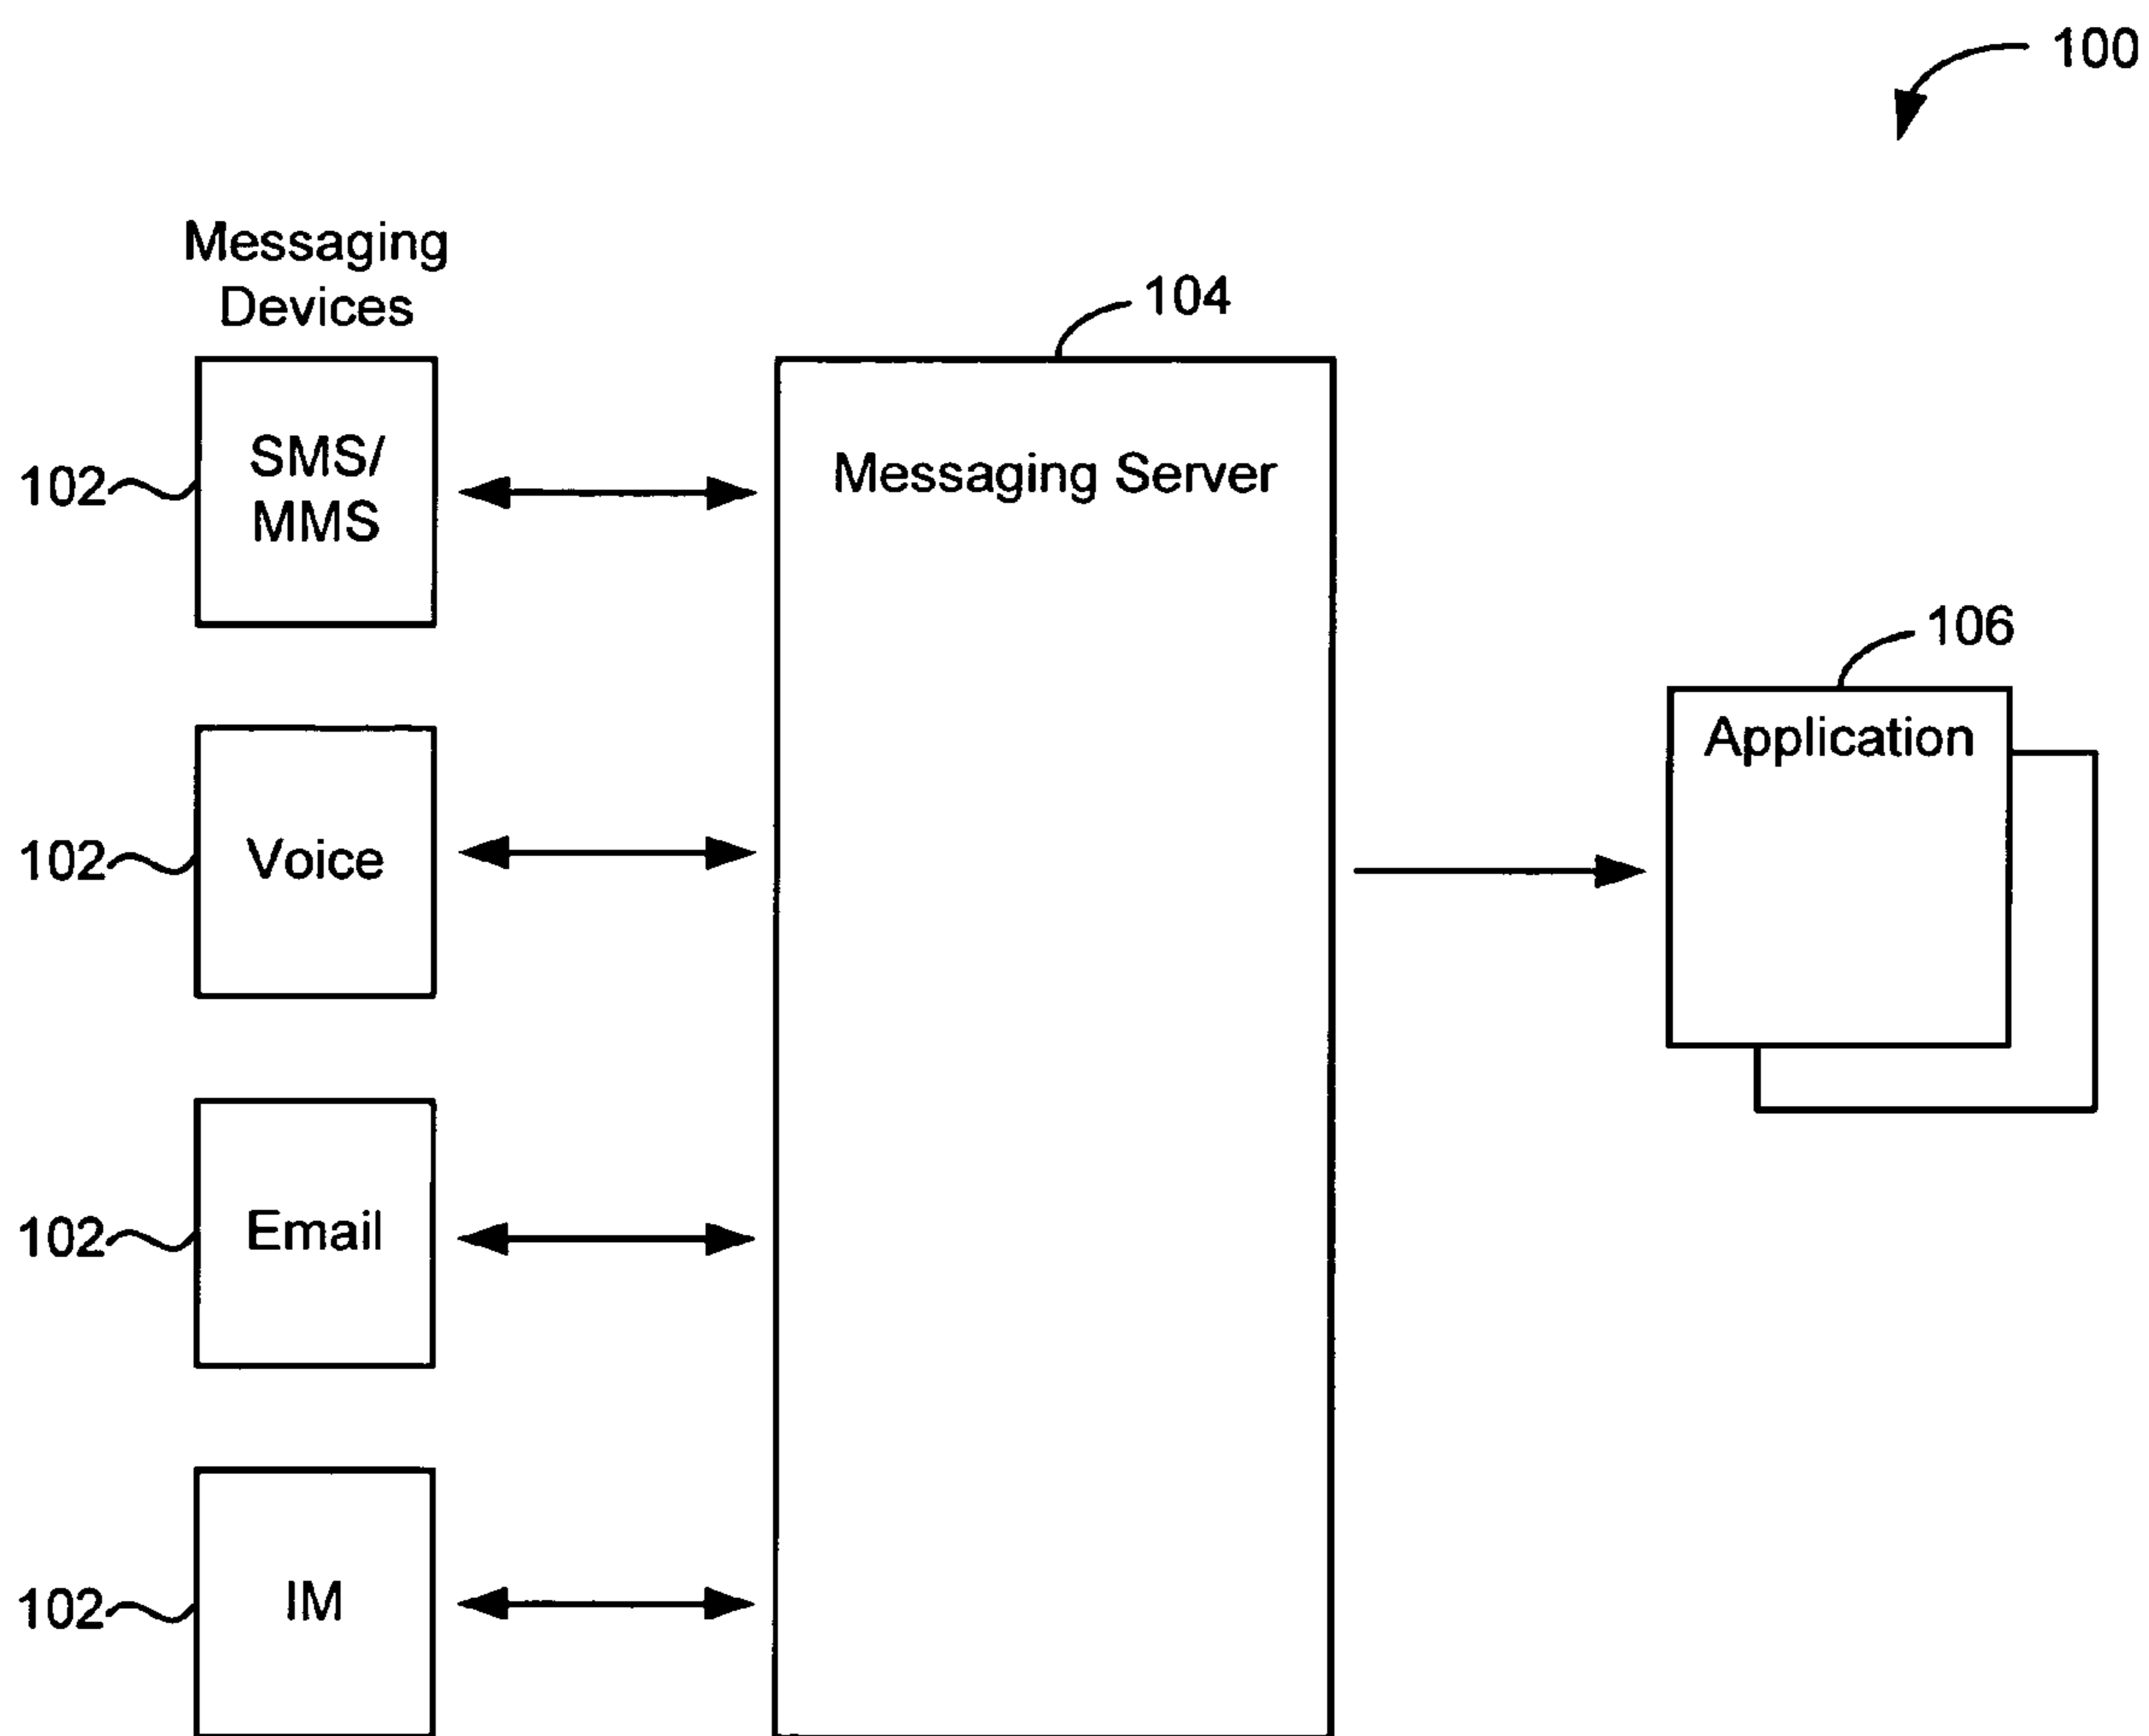 100
Messaging
Devices
104
102
SMS/
MMS
Messaging Server
106
Application
102
Voice
102
Email
102
IM